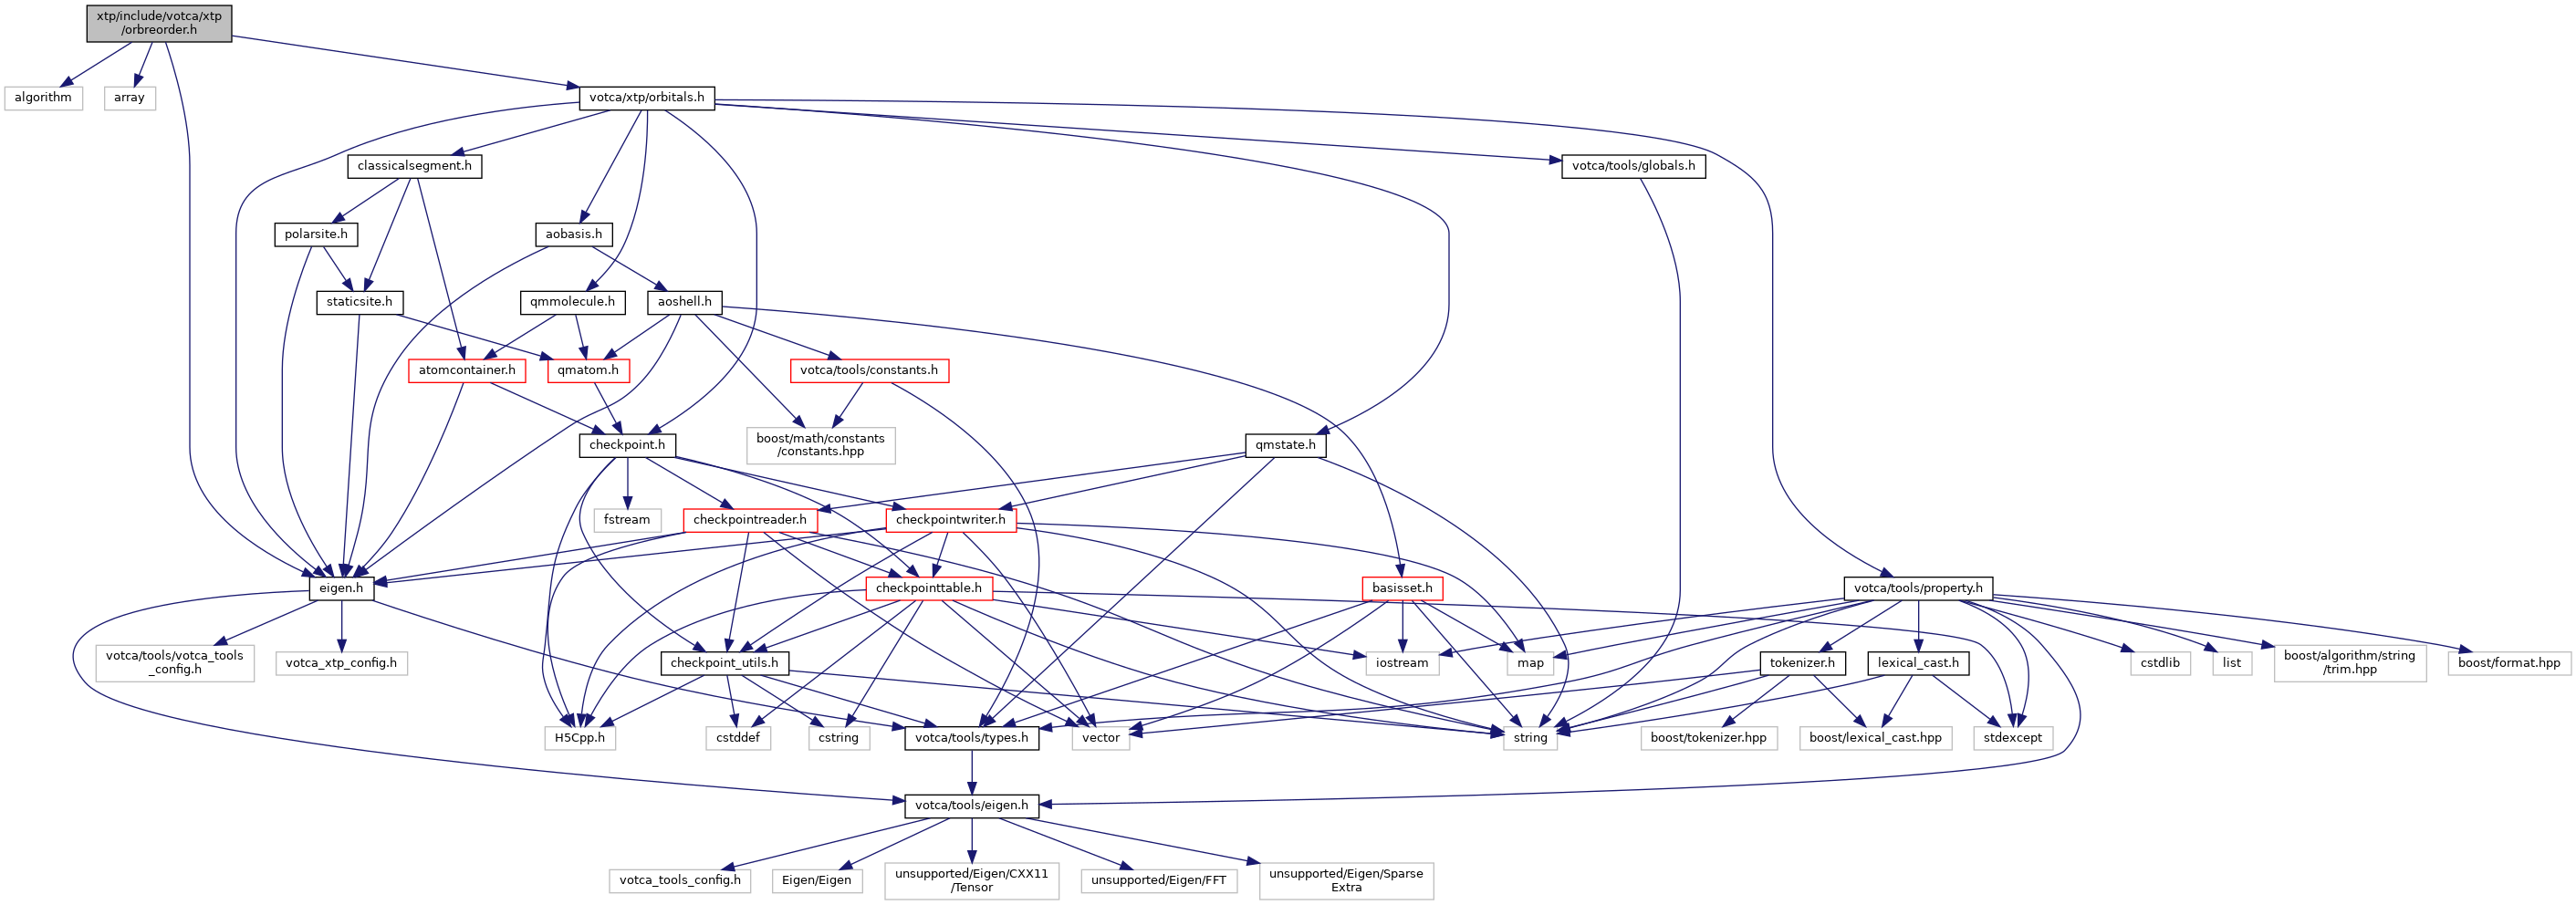 xtp/include/votca/xtp
/orbreorder.h
algorithm
array
votca/xtp/orbitals.h
classicalsegment.h
votca/tools/globals.h
polarsite.h
aobasis.h
staticsite.h
qmmolecule.h
aoshell.h
atomcontainer.h
qmatom.h
votca/tools/constants.h
checkpoint.h
boost/math/constants
/constants.hpp
qmstate.h
fstream
checkpointreader.h
checkpointwriter.h
eigen.h
checkpointtable.h
basisset.h
votca/tools/property.h
votca/tools/votca_tools
_config.h
votca_xtp_config.h
checkpoint_utils.h
iostream
map
tokenizer.h
lexical_cast.h
cstdlib
list
boost/algorithm/string
/trim.hpp
boost/format.hpp
H5Cpp.h
cstddef
cstring
votca/tools/types.h
vector
string
boost/tokenizer.hpp
boost/lexical_cast.hpp
stdexcept
votca/tools/eigen.h
votca_tools_config.h
Eigen/Eigen
unsupported/Eigen/CXX11
/Tensor
unsupported/Eigen/FFT
unsupported/Eigen/Sparse
Extra